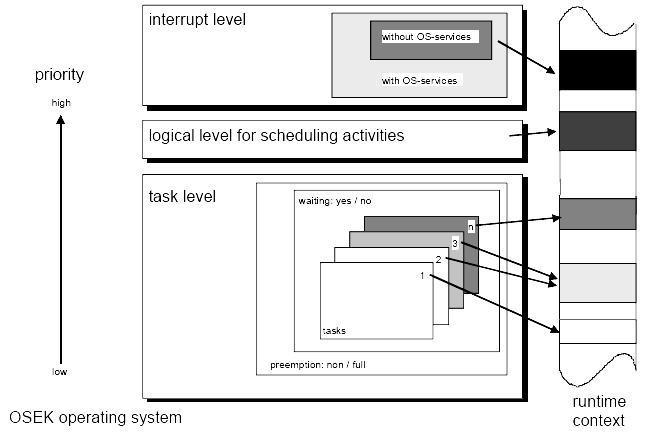 interrupt level
without OS-services
with OS-services
priority
high
logical level for scheduling activities
task level
waiting: yes / no
n
3
2
1
tasks
preemption: non / full
low
runtime
context
OSEK operating system